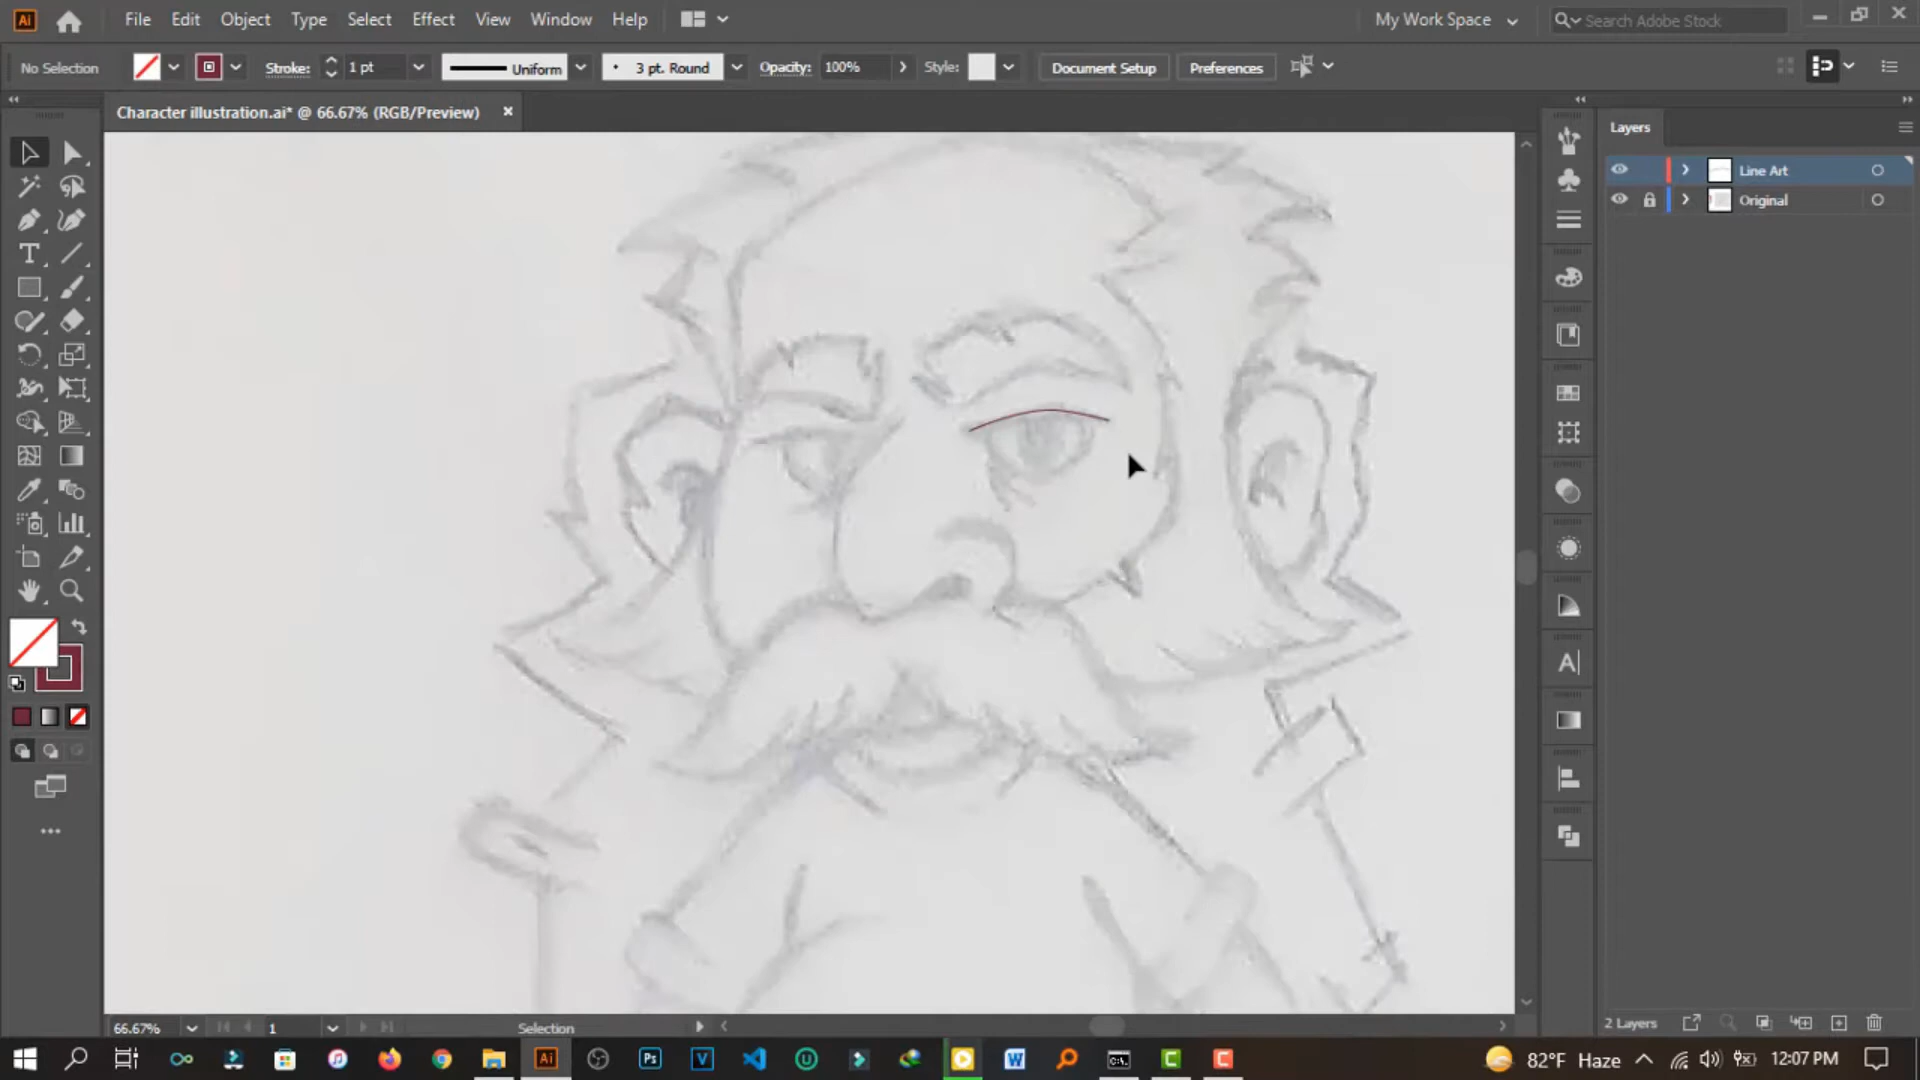 Ai File Edit Object Type Select Effect View Window Help My Work Space Search Adobe Stock
No Selection Stroke: 1 pt Uniform 3 pt. Round Opacity: 100% Style: Document Setup Preferences
Character illustration.ai* @ 66.67% (RGB/Preview)
Layers
Line Art
Original
66.67% 1 Selection 2 Layers
Ai Ps 82°F Haze 12:07 PM